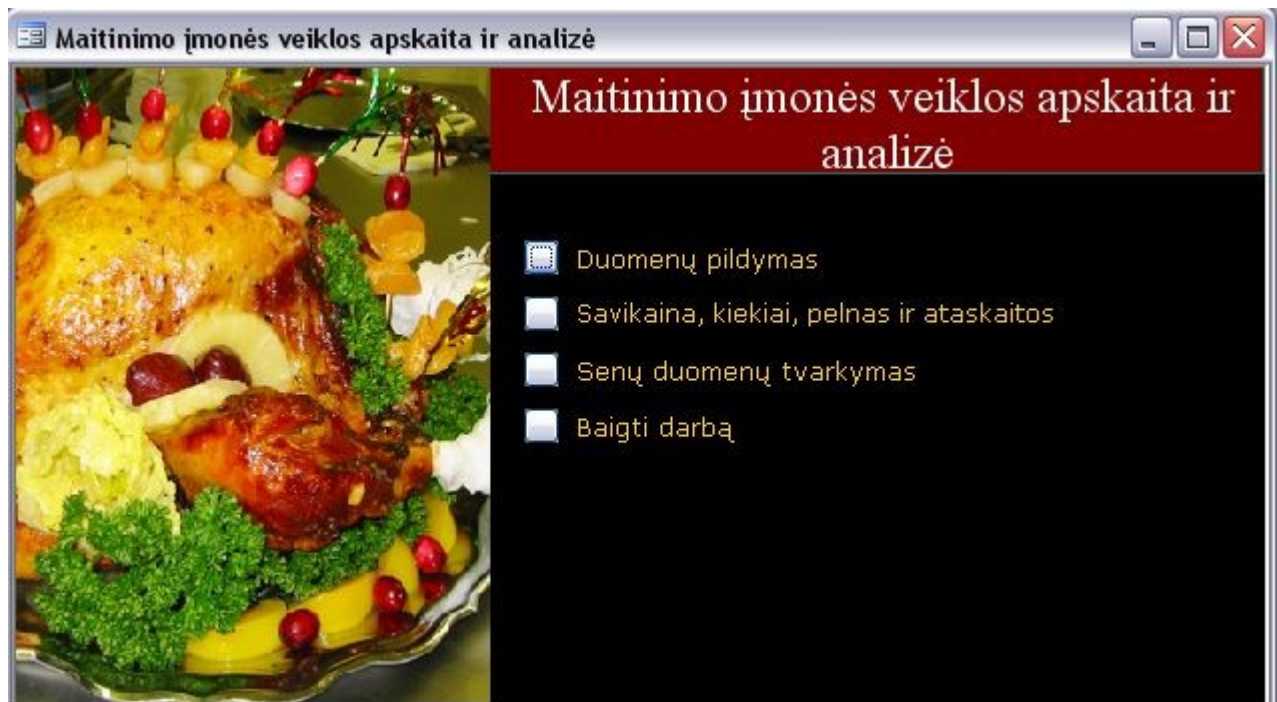 Maitinimo įmonės veiklos apskaita ir analizė
Maitinimo įmonės veiklos apskaita ir
analizė
Duomenų pildymas
Savikaina, kiekiai, pelnas ir ataskaitos
Senų duomenų tvarkymas
Baigti darbą